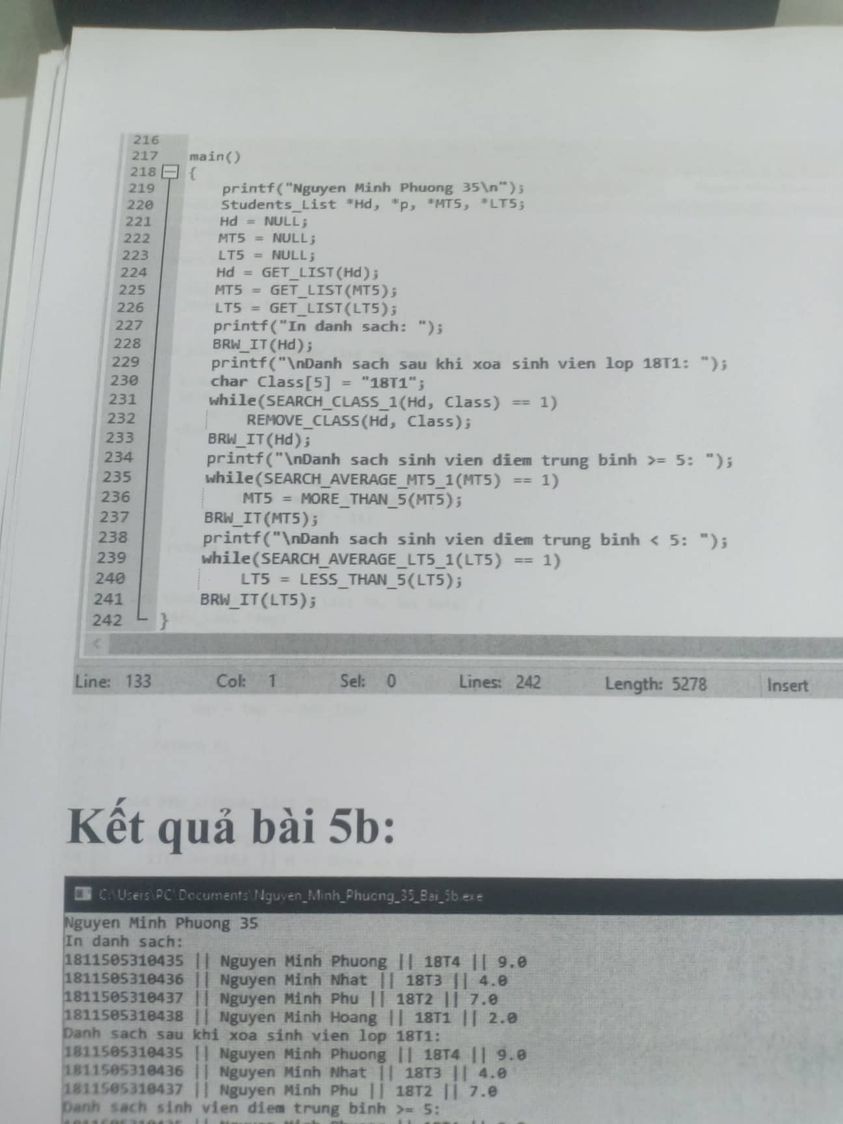 216
217 main()
218 {
219 printf("Nguyen Minh Phuong 35\n");
220 Students_List *Hd, *p, *MT5, *LT5;
221 Hd = NULL;
222 MT5 = NULL;
223 LT5 = NULL;
224 Hd = GET_LIST(Hd);
225 MT5 = GET_LIST(MT5);
226 LT5 = GET_LIST(LT5);
227 printf("In danh sach: ");
228 BRW_IT(Hd);
229 printf("\nDanh sach sau khi xoa sinh vien lop 18T1: ");
230 char Class[5] = "18T1";
231 while(SEARCH_CLASS_1(Hd, Class) == 1)
232 REMOVE_CLASS(Hd, Class);
233 BRW_IT(Hd);
234 printf("\nDanh sach sinh vien diem trung binh >= 5: ");
235 while(SEARCH_AVERAGE_MT5_1(MT5) == 1)
236 MT5 = MORE_THAN_5(MT5);
237 BRW_IT(MT5);
238 printf("\nDanh sach sinh vien diem trung binh < 5: ");
239 while(SEARCH_AVERAGE_LT5_1(LT5) == 1)
240 LT5 = LESS_THAN_5(LT5);
241 BRW_IT(LT5);
242 }
Line: 133 Col: 1 Sel: 0 Lines: 242 Length: 5278 Insert
Kết quả bài 5b:
C:\Users\PC\Documents\Nguyen_Minh_Phuong_35_Bai_5b.exe
Nguyen Minh Phuong 35
In danh sach:
1811505310435 || Nguyen Minh Phuong || 18T4 || 9.0
1811505310436 || Nguyen Minh Nhat || 18T3 || 4.0
1811505310437 || Nguyen Minh Phu || 18T2 || 7.0
1811505310438 || Nguyen Minh Hoang || 18T1 || 2.0
Danh sach sau khi xoa sinh vien lop 18T1:
1811505310435 || Nguyen Minh Phuong || 18T4 || 9.0
1811505310436 || Nguyen Minh Nhat || 18T3 || 4.0
1811505310437 || Nguyen Minh Phu || 18T2 || 7.0
Danh sach sinh vien diem trung binh >= 5: